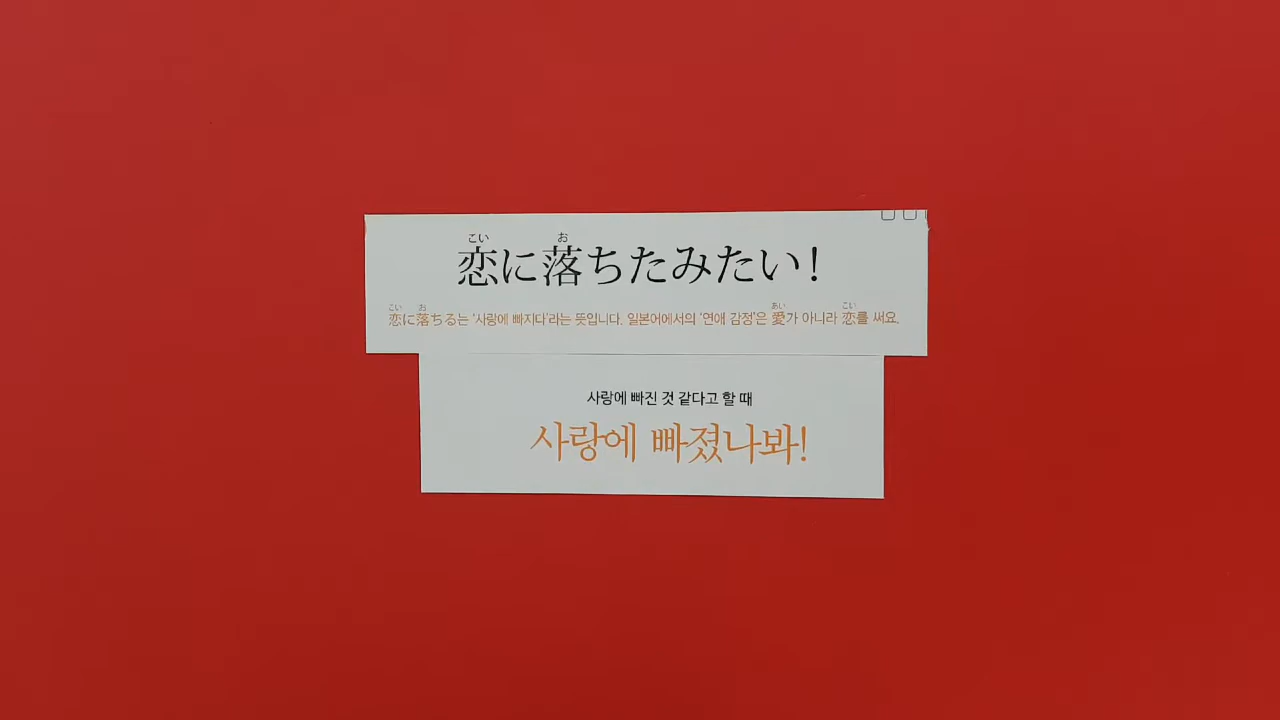 こい お
恋に落ちたみたい!
こい お あい こい
恋に落ちる는 '사랑에 빠지다'라는 뜻입니다. 일본어에서의 '연애 감정'은 愛가 아니라 恋를 써요.
사랑에 빠진 것 같다고 할 때
사랑에 빠졌나봐!